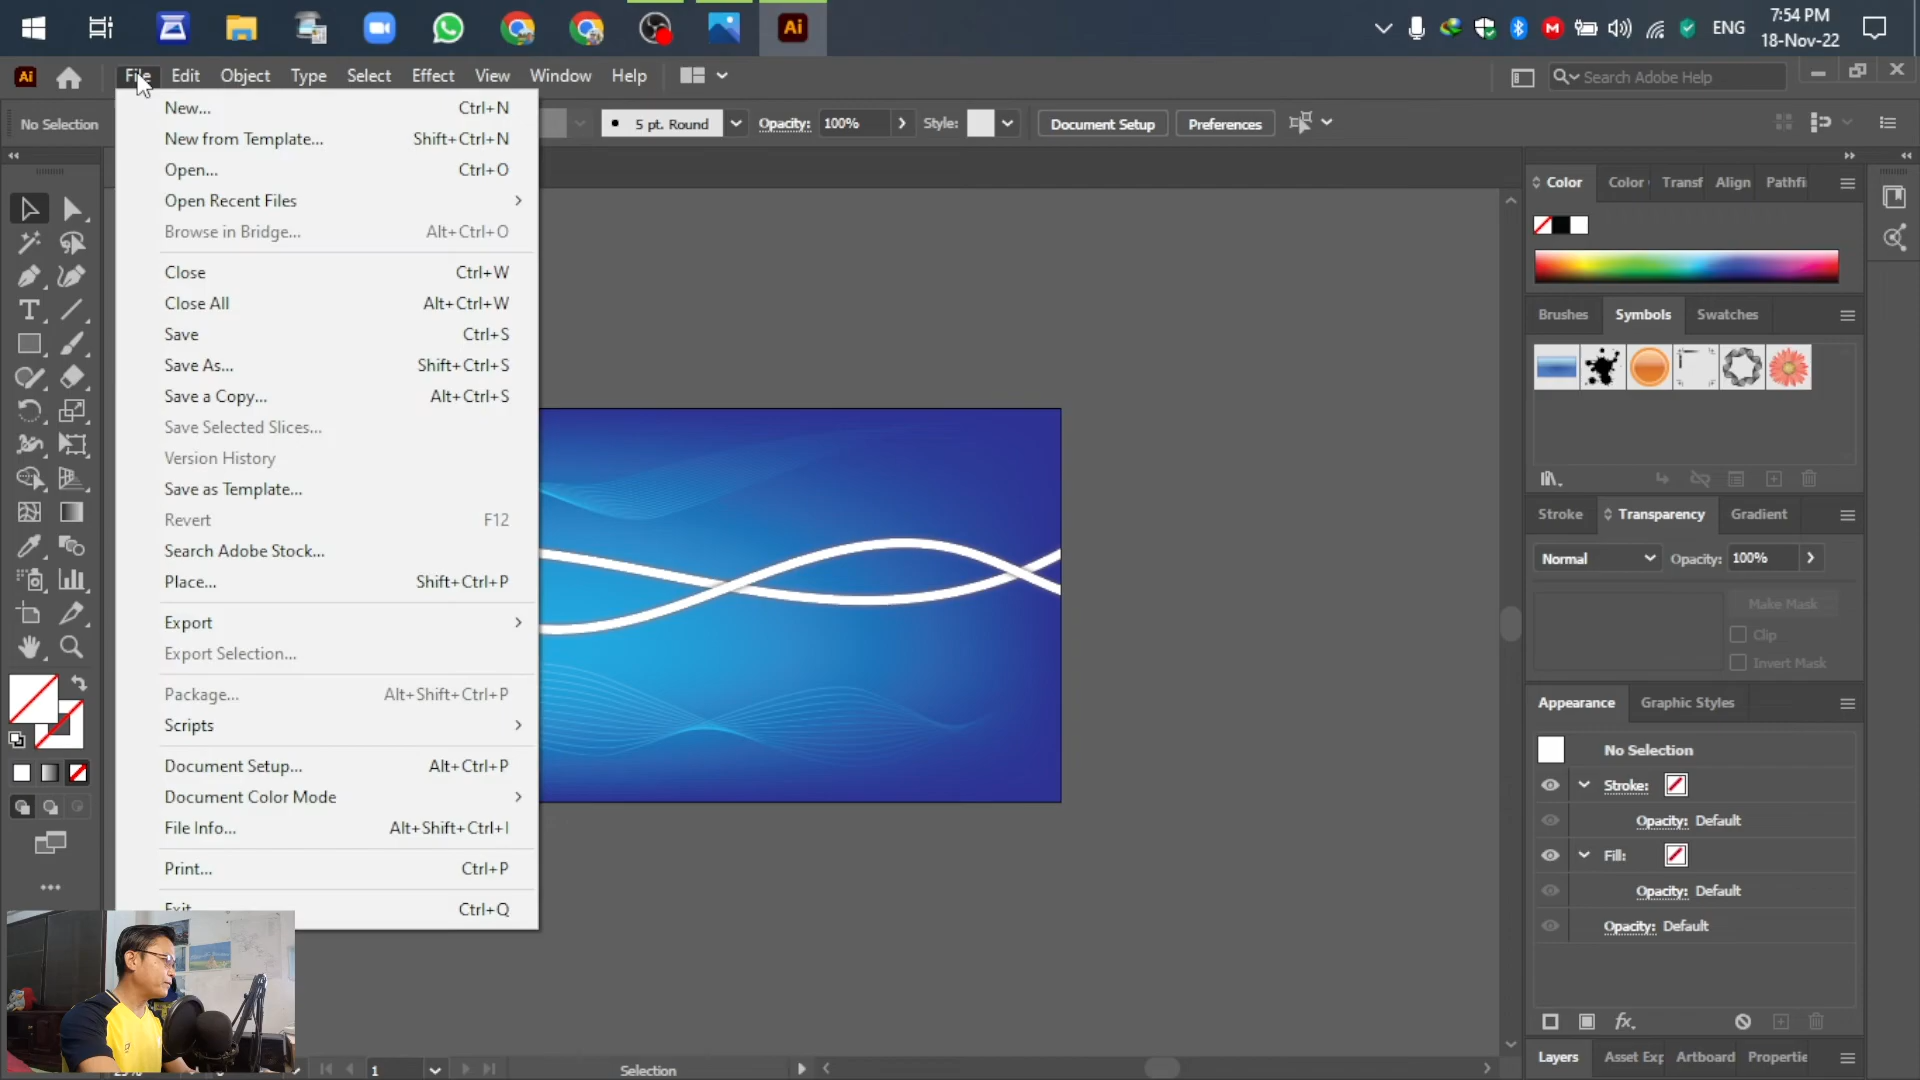 7:54 PM
ENG
18-Nov-22
Ai
Ai
File Edit Object Type Select Effect View Window Help
Search Adobe Help
No Selection
5 pt. Round
Opacity: 100%
Style:
Document Setup
Preferences
New... Ctrl+N
New from Template... Shift+Ctrl+N
Open... Ctrl+O
Open Recent Files
Browse in Bridge... Alt+Ctrl+O
Close Ctrl+W
Close All Alt+Ctrl+W
Save Ctrl+S
Save As... Shift+Ctrl+S
Save a Copy... Alt+Ctrl+S
Save Selected Slices...
Version History
Save as Template...
Revert F12
Search Adobe Stock...
Place... Shift+Ctrl+P
Export
Export Selection...
Package... Alt+Shift+Ctrl+P
Scripts
Document Setup... Alt+Ctrl+P
Document Color Mode
File Info... Alt+Shift+Ctrl+I
Print... Ctrl+P
Exit Ctrl+Q
Color Color Transf Align Pathfi
Brushes Symbols Swatches
Stroke Transparency Gradient
Normal Opacity: 100%
Make Mask
Clip
Invert Mask
Appearance Graphic Styles
No Selection
Stroke:
Opacity: Default
Fill:
Opacity: Default
Opacity: Default
fx.
Layers Asset Exp Artboard Propertie
1
Selection